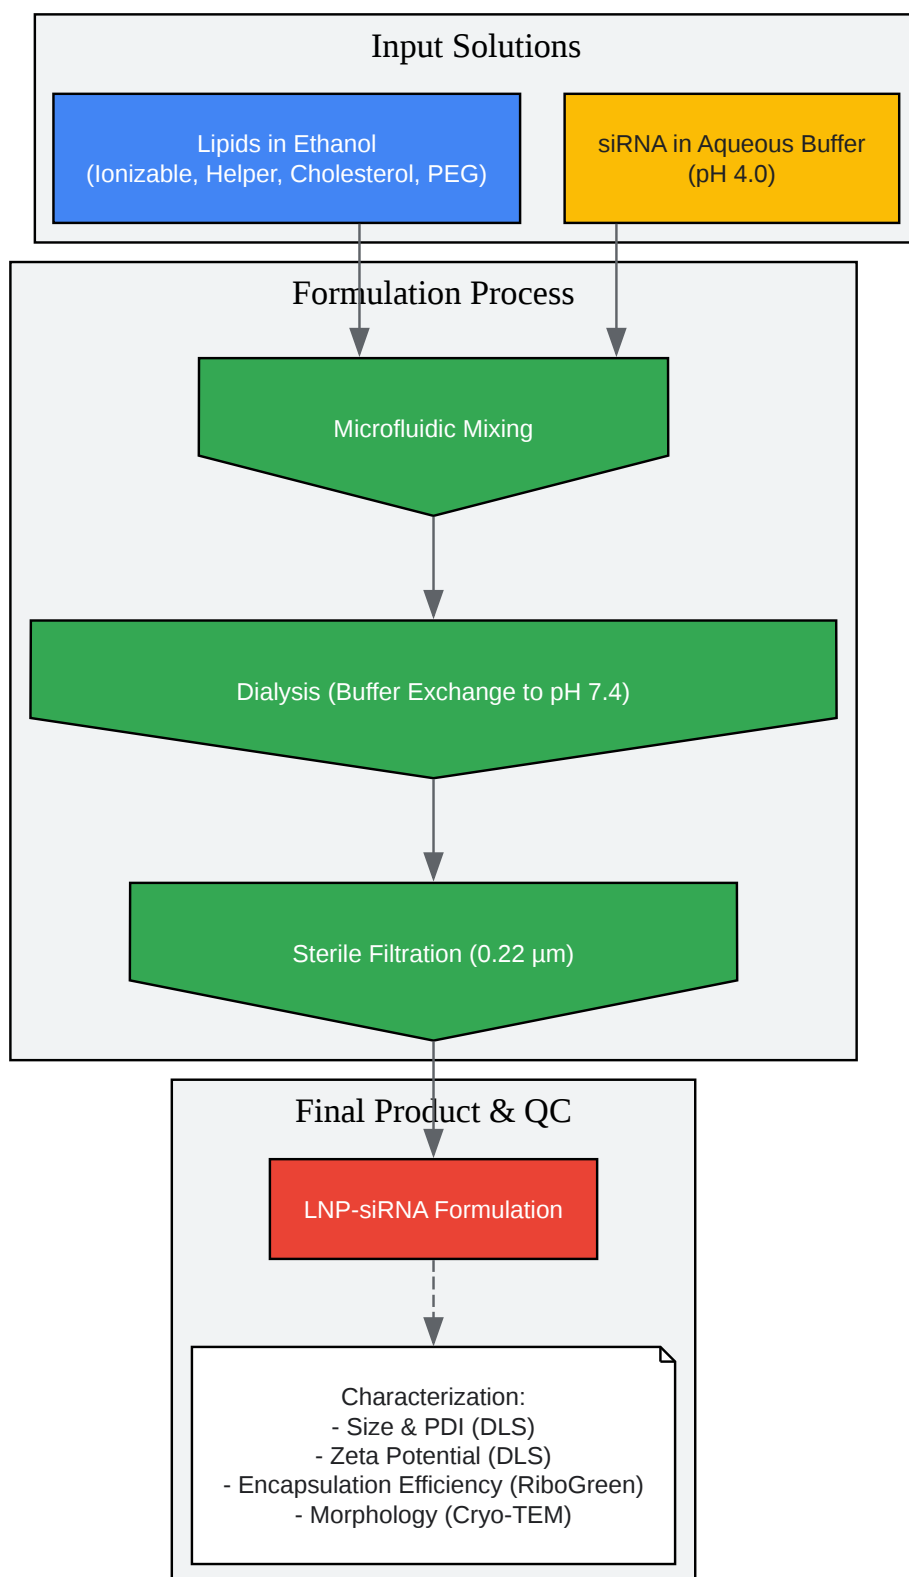 Input Solutions
Lipids in Ethanol
(Ionizable, Helper, Cholesterol, PEG)
siRNA in Aqueous Buffer
(pH 4.0)
Formulation Process
Microfluidic Mixing
Dialysis (Buffer Exchange to pH 7.4)
Sterile Filtration (0.22 µm)
Final Product & QC
LNP-siRNA Formulation
Characterization:
- Size & PDI (DLS)
- Zeta Potential (DLS)
- Encapsulation Efficiency (RiboGreen)
- Morphology (Cryo-TEM)